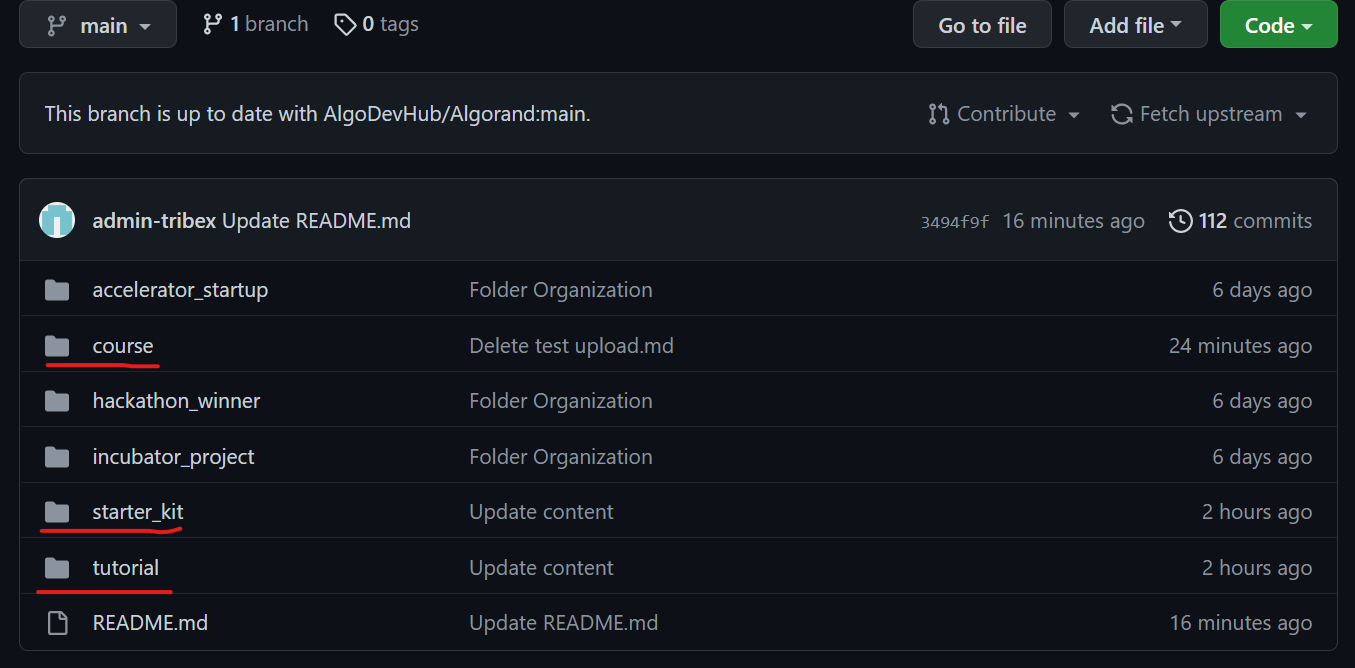 main 1 branch 0 tags Go to file Add file Code
This branch is up to date with AlgoDevHub/Algorand:main. Contribute Fetch upstream
admin-tribex Update README.md 3494f9f 16 minutes ago 112 commits
accelerator_startup Folder Organization 6 days ago
course Delete test upload.md 24 minutes ago
hackathon_winner Folder Organization 6 days ago
incubator_project Folder Organization 6 days ago
starter_kit Update content 2 hours ago
tutorial Update content 2 hours ago
README.md Update README.md 16 minutes ago